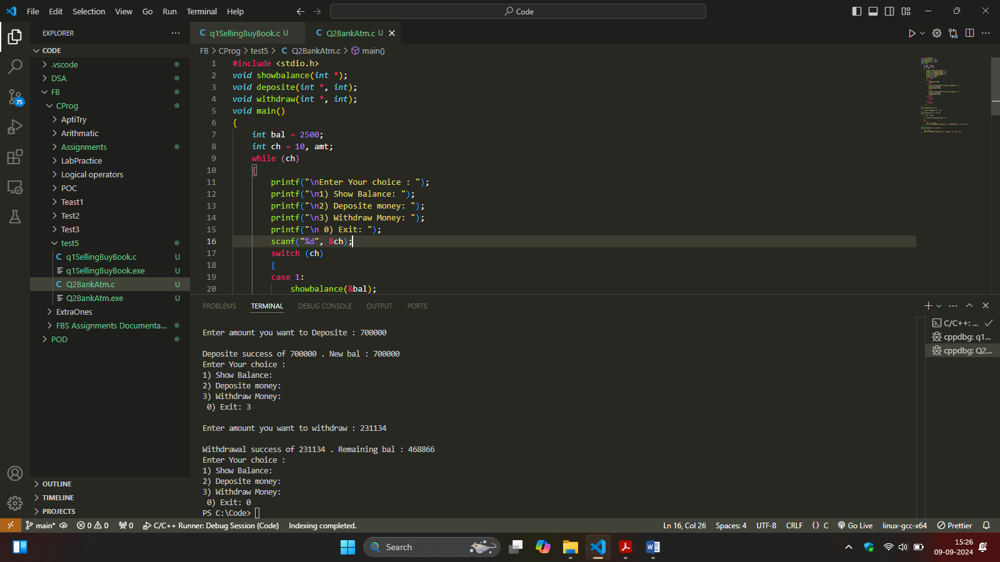 File Edit Selection View Go Run Terminal Help
Code
EXPLORER
CODE
.vscode
DSA
FB
CProg
AptiTry
Arithmatic
Assignments
LabPractice
Logical operators
POC
Teast1
Test2
Test3
test5
C q1SellingBuyBook.c U
q1SellingBuyBook.exe U
C Q2BankAtm.c U
Q2BankAtm.exe U
ExtraOnes
FBS Assignments Documenta...
POD
OUTLINE
TIMELINE
PROJECTS
75
C q1SellingBuyBook.c U C Q2BankAtm.c U
FB > CProg > test5 > C Q2BankAtm.c > main()
1 #include <stdio.h>
2 void showbalance(int *);
3 void deposite(int *, int);
4 void withdraw(int *, int);
5 void main()
6 {
7 int bal = 2500;
8 int ch = 10, amt;
9 while (ch)
10 {
11 printf("\nEnter Your choice : ");
12 printf("\n1) Show Balance: ");
13 printf("\n2) Deposite money: ");
14 printf("\n3) Withdraw Money: ");
15 printf("\n 0) Exit: ");
16 scanf("%d", &ch);
17 switch (ch)
18 {
19 case 1:
20 showbalance(&bal);
PROBLEMS TERMINAL DEBUG CONSOLE OUTPUT PORTS
Enter amount you want to Deposite : 700000
Deposite success of 700000 . New bal : 700000
Enter Your choice :
1) Show Balance:
2) Deposite money:
3) Withdraw Money:
0) Exit: 3
Enter amount you want to withdraw : 231134
Withdrawal success of 231134 . Remaining bal : 468866
Enter Your choice :
1) Show Balance:
2) Deposite money:
3) Withdraw Money:
0) Exit: 0
PS C:\Code>
C/C++: ...
cppdbg: q1...
cppdbg: Q2...
main* 0 0 0 C/C++ Runner: Debug Session (Code) Indexing completed. Ln 16, Col 26 Spaces: 4 UTF-8 CRLF {} C Go Live linux-gcc-x64 Prettier
Search
15:26
09-09-2024